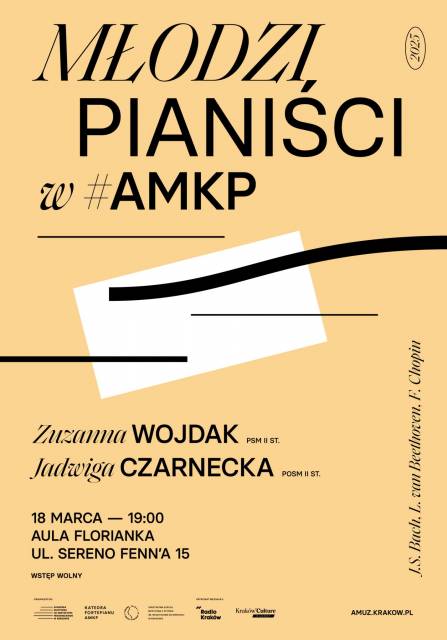 MŁODZI
2025
PIANIŚCI
w #AMKP
J.S. Bach, L. van Beethoven, F. Chopin
Zuzanna WOJDAK PSM II ST.
Jadwiga CZARNECKA POSM II ST.
18 MARCA — 19:00
AULA FLORIANKA
UL. SERENO FENN'A 15
WSTĘP WOLNY
KATEDRA
FORTEPIANU
AMKP
Radio
Kraków
Kraków Culture
AMUZ.KRAKOW.PL